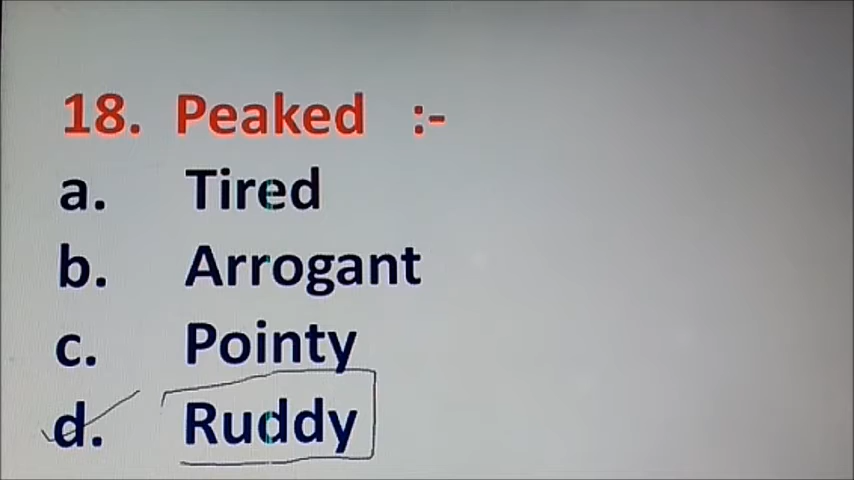 18. Peaked :-
a. Tired
b. Arrogant
c. Pointy
d. Ruddy